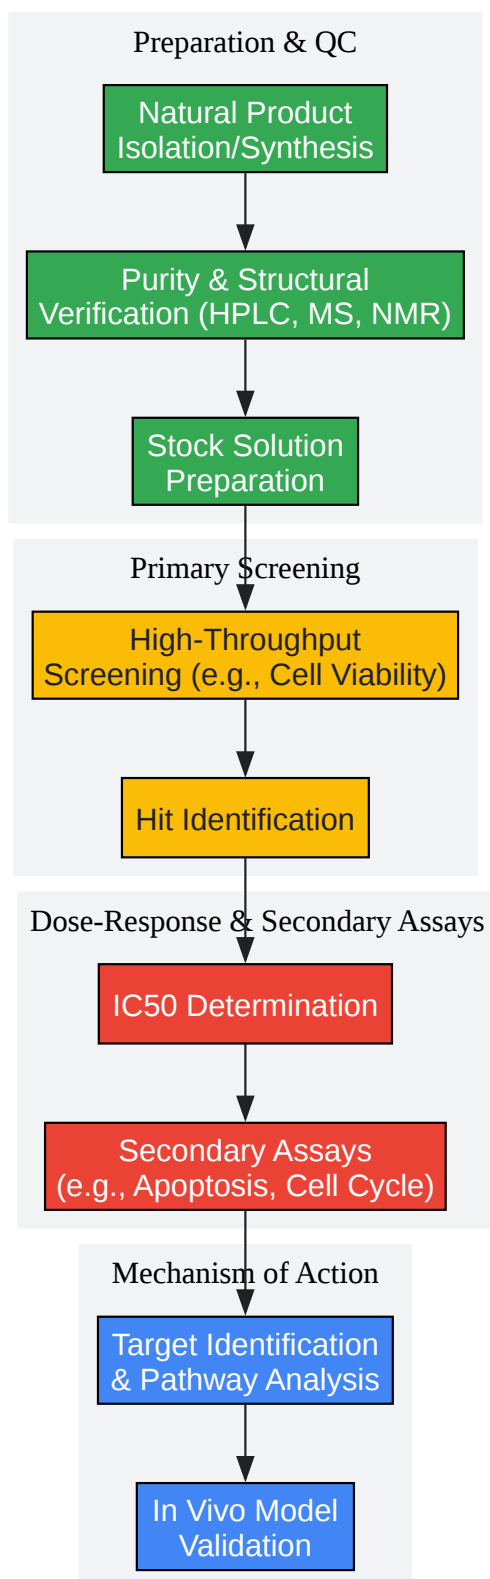 Preparation & QC
Natural Product
Isolation/Synthesis
Purity & Structural
Verification (HPLC, MS, NMR)
Stock Solution
Preparation
Primary Screening
High-Throughput
Screening (e.g., Cell Viability)
Hit Identification
Dose-Response & Secondary Assays
IC50 Determination
Secondary Assays
(e.g., Apoptosis, Cell Cycle)
Mechanism of Action
Target Identification
& Pathway Analysis
In Vivo Model
Validation